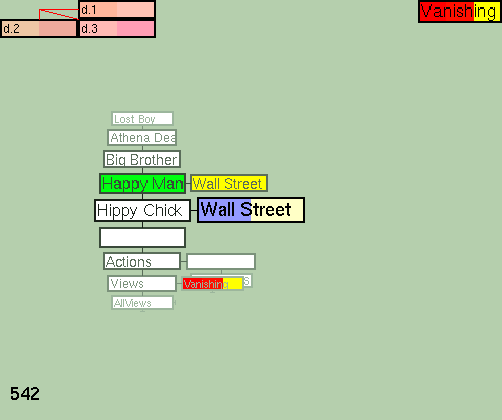 d.1
Vanishing
d.2
d.3
Lost Boy
Athena Dea
Big Brother
Happy Man
Wall Street
Hippy Chick
Wall Street
Actions
S
Views
Vanishing
AllViews
542